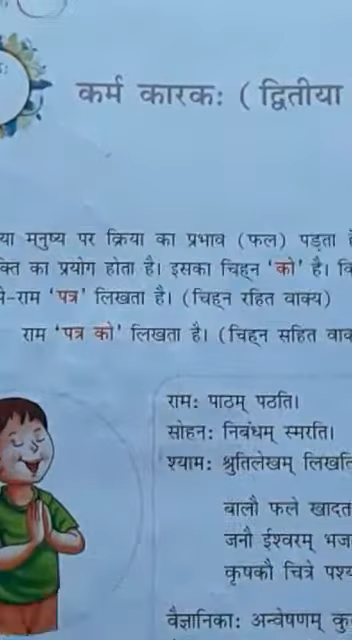 कर्म कारकः ( द्वितीया
या मनुष्य पर क्रिया का प्रभाव (फल) पड़ता
क्ति का प्रयोग होता है। इसका चिह्न 'को' है।
राम 'पत्र' लिखता है। (चिह्न रहित वाक्य)
राम 'पत्र को' लिखता है। (चिह्न सहित
रामः पाठम् पठति।
सोहनः निबंधम् स्मरति।
श्यामः श्रुतिलेखम् लिखति
बालौ फले खादत
जनौ ईश्वरम् भज
कृषकौ चित्रे पश्य
वैज्ञानिकाः अन्वेषणम् कु